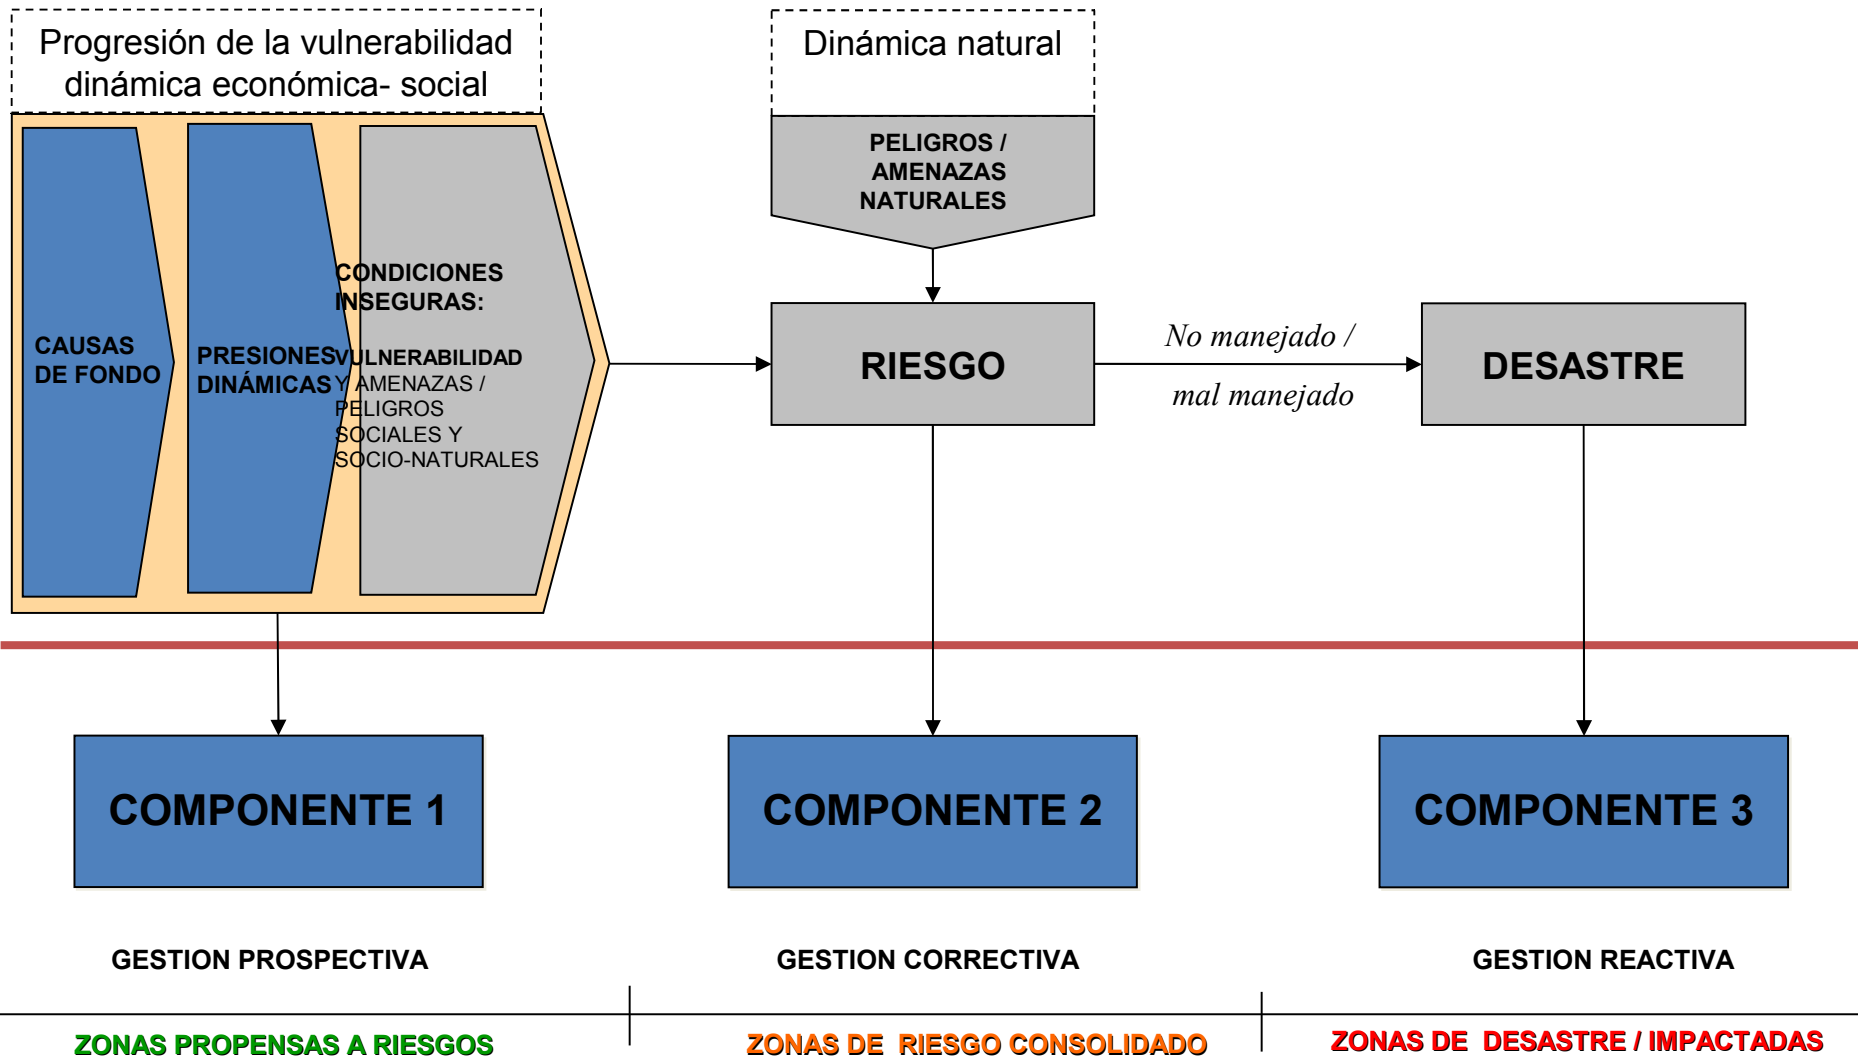 Progresión de la vulnerabilidad
dinámica económica- social
Dinámica natural
PELIGROS /
AMENAZAS
NATURALES
CAUSAS
DE FONDO
PRESIONES
DINÁMICAS
CONDICIONES
INSEGURAS:
VULNERABILIDAD
Y AMENAZAS /
PELIGROS
SOCIALES Y
SOCIO-NATURALES
RIESGO
No manejado /
mal manejado
DESASTRE
COMPONENTE 1
COMPONENTE 2
COMPONENTE 3
GESTION PROSPECTIVA
GESTION CORRECTIVA
GESTION REACTIVA
ZONAS PROPENSAS A RIESGOS
ZONAS DE  RIESGO CONSOLIDADO
ZONAS DE  DESASTRE / IMPACTADAS